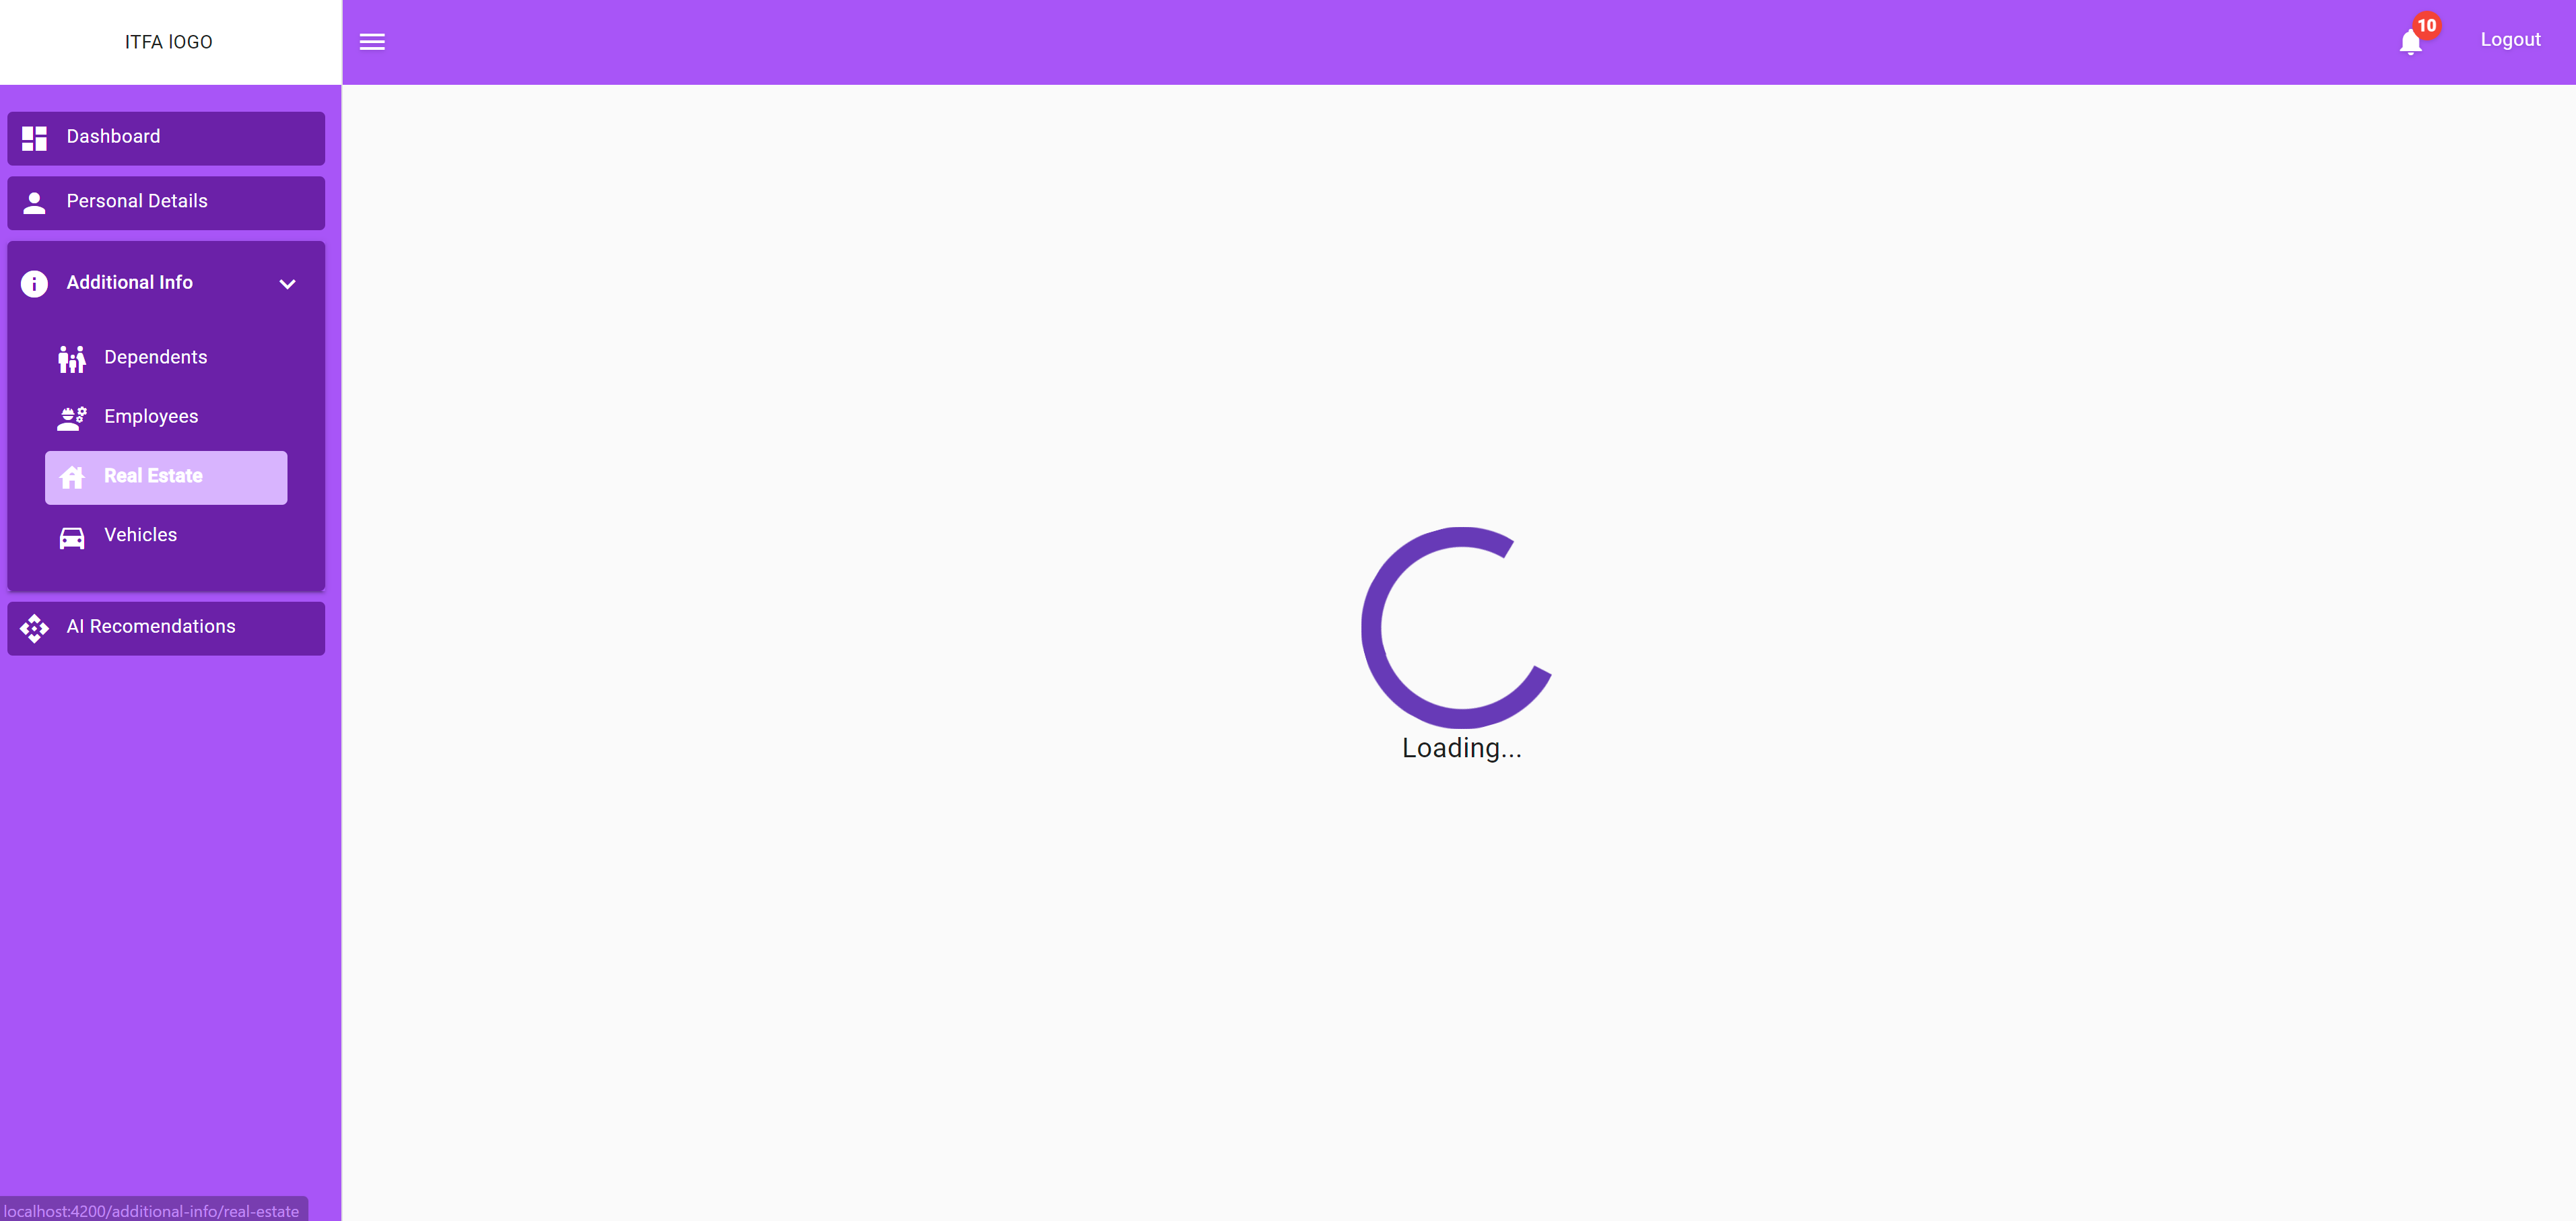 ITFA lOGO
10
Logout
Dashboard
Personal Details
Additional Info
Dependents
Employees
Real Estate
Vehicles
AI Recomendations
Loading...
localhost:4200/additional-info/real-estate